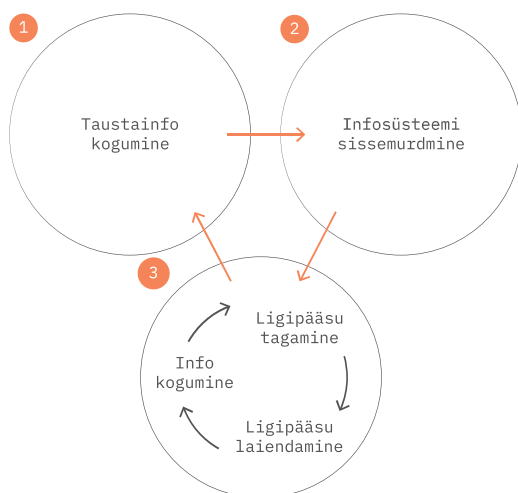 1
Taustainfo
kogumine
2
Infosüsteemi
sissemurdmine
3
Ligipääsu
tagamine
Info
kogumine
Ligipääsu
laiendamine